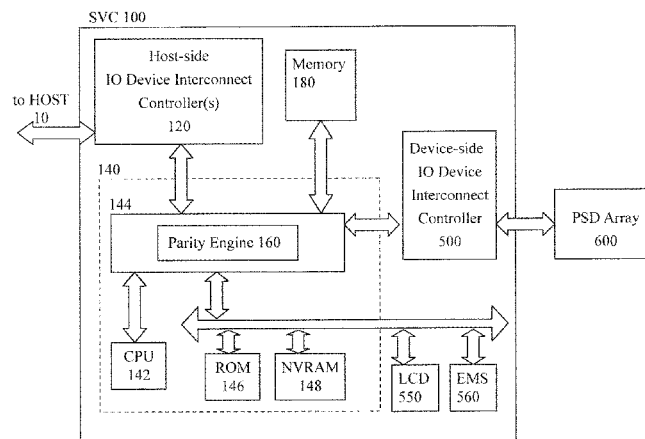 SVC 100
Host-side
IO Device Interconnect
Controller(s)
120
Memory
180
to HOST
10
Device-side
IO Device
Interconnect
Controller
500
PSD Array
600
140
144
Parity Engine 160
CPU
142
ROM
146
NVRAM
148
LCD
550
EMS
560